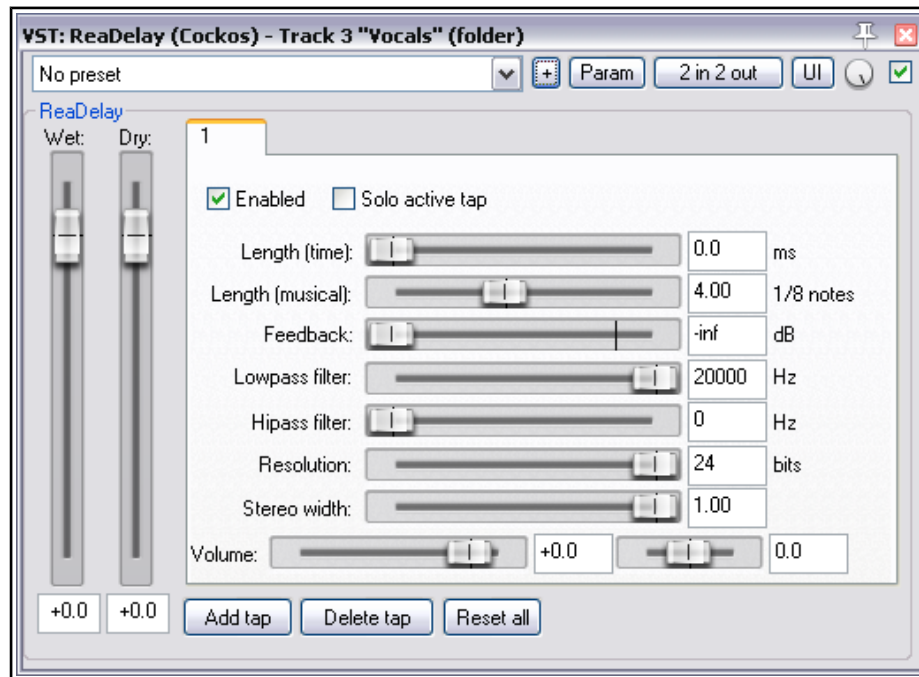 VST: ReaDelay (Cockos) - Track 3 "Vocals" (folder)
No preset + Param 2 in 2 out UI
ReaDelay
Wet: Dry: 1
Enabled Solo active tap
Length (time): 0.0 ms
Length (musical): 4.00 1/8 notes
Feedback: -inf dB
Lowpass filter: 20000 Hz
Hipass filter: 0 Hz
Resolution: 24 bits
Stereo width: 1.00
Volume: +0.0 0.0
+0.0 +0.0 Add tap Delete tap Reset all